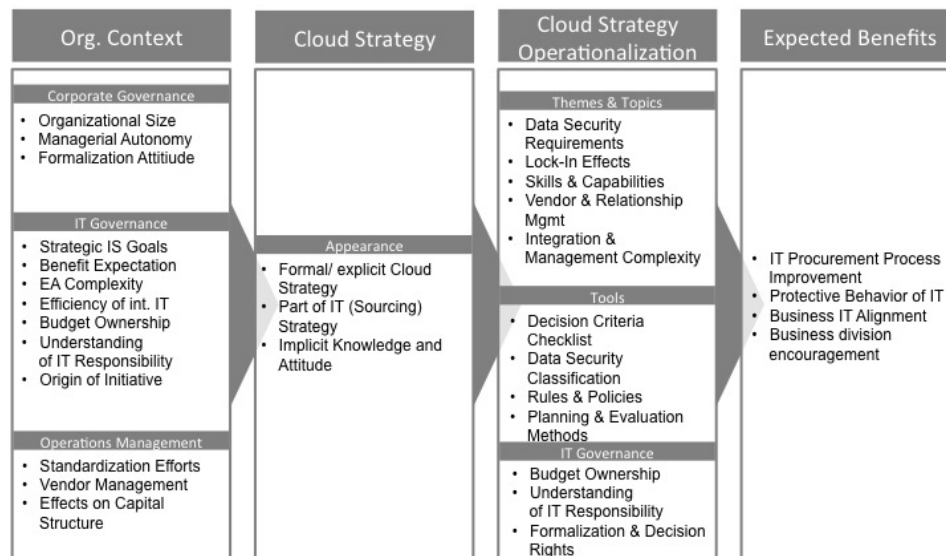 Org. Context
Corporate Governance
• Organizational Size
• Managerial Autonomy
• Formalization Attitiude
IT Governance
• Strategic IS Goals
• Benefit Expectation
• EA Complexity
• Efficiency of int. IT
• Budget Ownership
• Understanding
of IT Responsibility
• Origin of Initiative
Operations Management
• Standardization Efforts
• Vendor Management
• Effects on Capital
Structure
Cloud Strategy
Appearance
• Formal/ explicit Cloud
Strategy
• Part of IT (Sourcing)
Strategy
• Implicit Knowledge and
Attitude
Cloud Strategy
Operationalization
Themes & Topics
• Data Security
Requirements
• Lock-In Effects
• Skills & Capabilities
• Vendor & Relationship
Mgmt
• Integration &
Management Complexity
Tools
• Decision Criteria
Checklist
• Data Security
Classification
• Rules & Policies
• Planning & Evaluation
Methods
IT Governance
• Budget Ownership
• Understanding
of IT Responsibility
• Formalization & Decision
Rights
Expected Benefits
• IT Procurement Process
Improvement
• Protective Behavior of IT
• Business IT Alignment
• Business division
encouragement